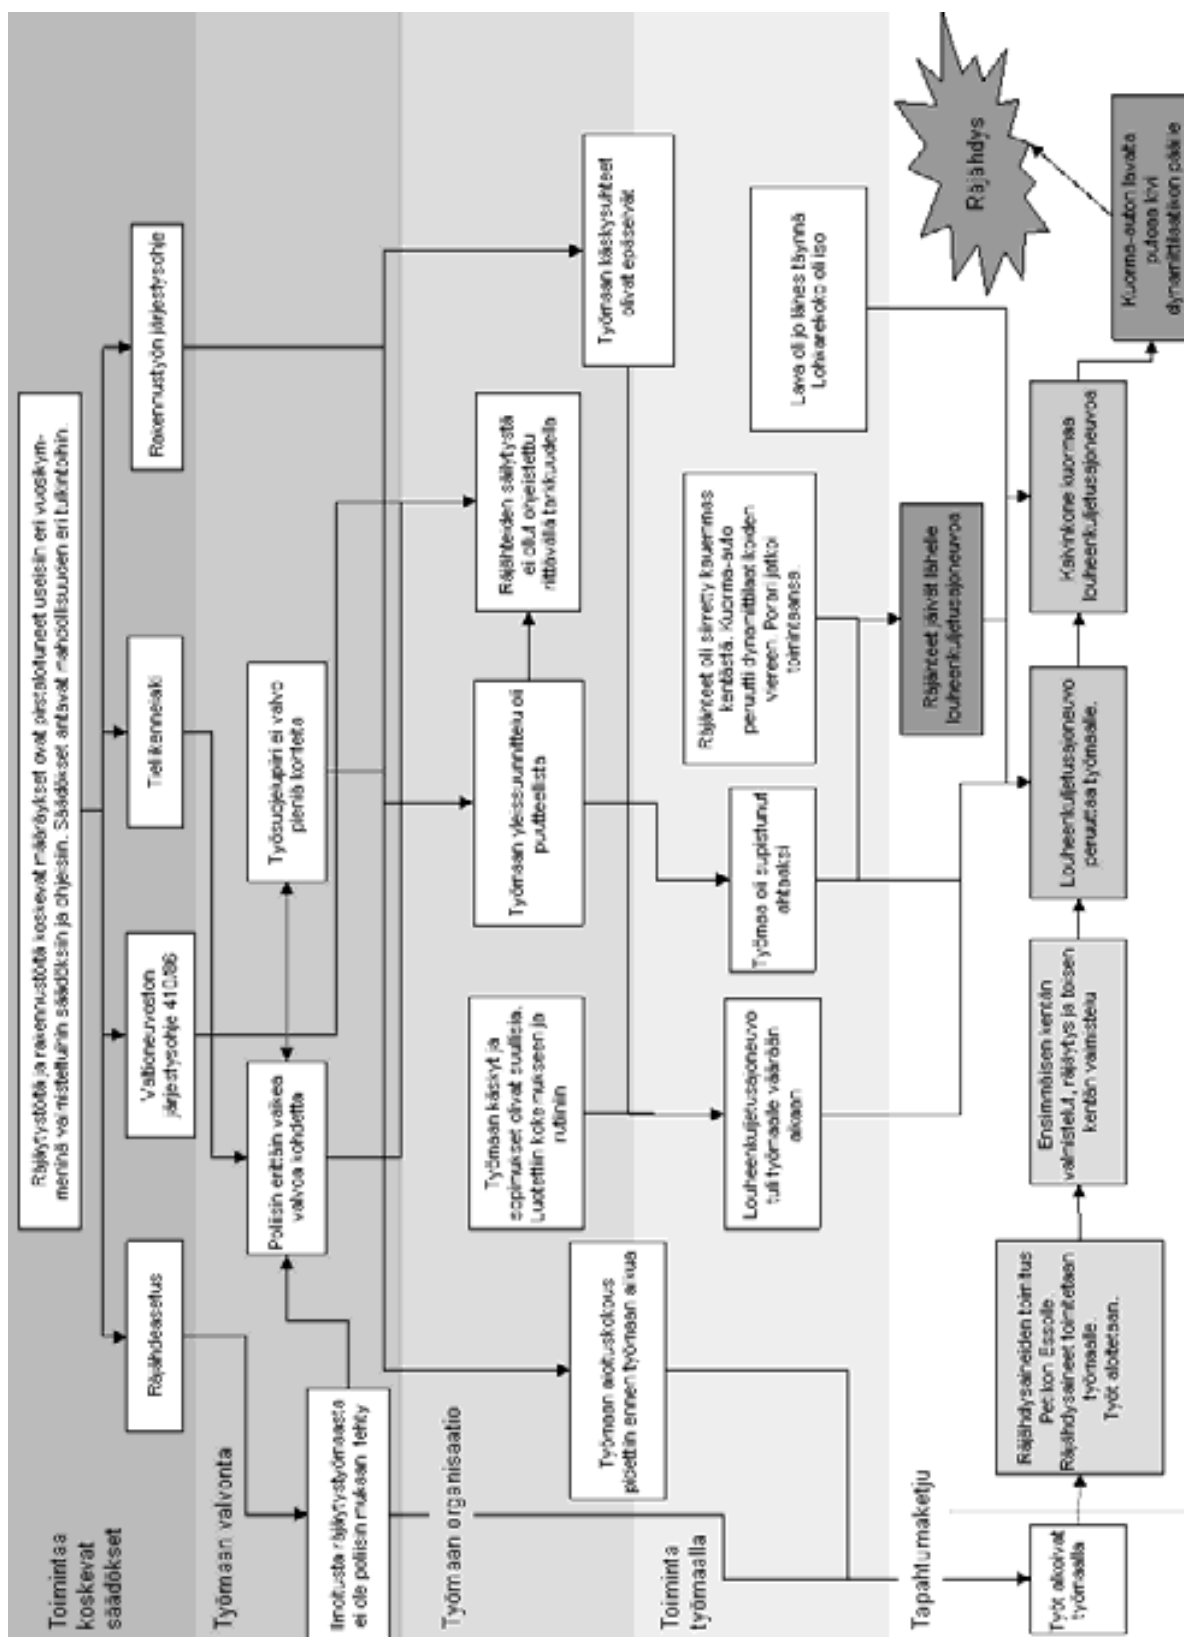 Toimintaa
koskevat
säädökset
Räjäytystöitä ja rakennustöitä koskevat määräykset ovat pirstaloituneet useisiin eri vuosikym-
meninä valmisteltuihin säädöksiin ja ohjeisiin. Säädökset antavat mahdollisuuden eri tulkintoihin.
Räjähdeasetus
Valtioneuvoston
järjestysohje 410/86
Tieliikennelaki
Rakennustyön järjestysohje
Työmaan valvonta
Ilmoitusta räjäytystyömaasta
ei ole poliisin mukaan tehty
Poliisin erittäin vaikea
valvoa kohdetta
Työsuojelupiiri ei valvo
pieniä kohteita
Työmaan organisaatio
Työmaan käskyt ja
sopimukset olivat suullisia.
Luotettiin kokemukseen ja
rutiiniin
Työmaan yleissuunnittelu oli
puutteellista
Räjähteiden säilytystä
ei ollut ohjeistettu
riittävällä tarkkuudella
Työmaan käskysuhteet
olivat epäselvät
Työmaan aloituskokous
pidettiin ennen työmaan alkua
Toiminta
työmaalla
Louheenkuljetusajoneuvo
tuli työmaalle väärään
aikaan
Työmaa oli supistunut
ahtaaksi
Räjähteet oli siirretty kauemmas
kentästä. Kuorma-auto
peruutti dynamiittilaatikoiden
viereen. Porari jatkoi
toimintaansa.
Lava oli jo lähes täynnä
Lohkarekoko oli iso
Tapahtumaketju
Räjähteet jäivät lähelle
louheenkuljetusajoneuvoa
Räjähdys
Työt alkoivat
työmaalla
Räjähdysaineiden toimitus
Petikon Essolle.
Räjähdysaineet toimitetaan
työmaalle.
Työt aloitetaan.
Ensimmäisen kentän
valmistelut, räjäytys ja toisen
kentän valmistelu
Louheenkuljetusajoneuvo
peruuttaa työmaalle.
Kaivinkone kuormaa
louheenkuljetusajoneuvoa
Kuorma-auton lavalta
putoaa kivi
dynamiittilaatikon päälle